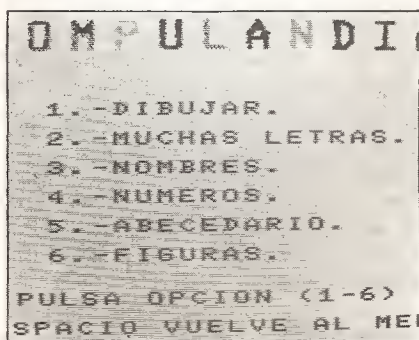 OMPULANDI
1.-DIBUJAR.
2.-MUCHAS LETRAS.
3.-NOMBRES.
4.-NUMEROS.
5.-ABECEDARIO.
6.-FIGURAS.
PULSA OPCION (1-6)
SPACIO VUELVE AL ME